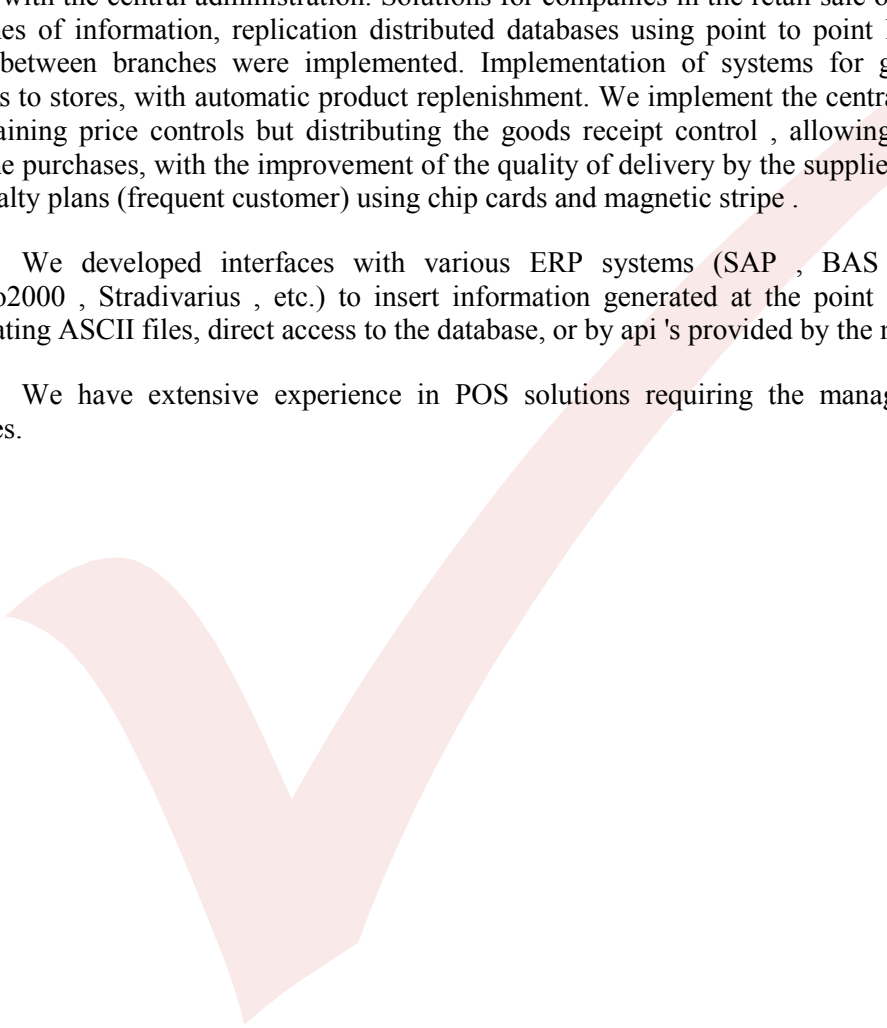 with the central administration. Solutions for companies in the retail sale o
es of information, replication distributed databases using point to point
between branches were implemented. Implementation of systems for g
s to stores, with automatic product replenishment. We implement the centra
aining price controls but distributing the goods receipt control , allowing
e purchases, with the improvement of the quality of delivery by the supplie
alty plans (frequent customer) using chip cards and magnetic stripe .
We developed interfaces with various ERP systems (SAP , BAS
o2000 , Stradivarius , etc.) to insert information generated at the point
ating ASCII files, direct access to the database, or by api 's provided by the r
We have extensive experience in POS solutions requiring the manag
es.